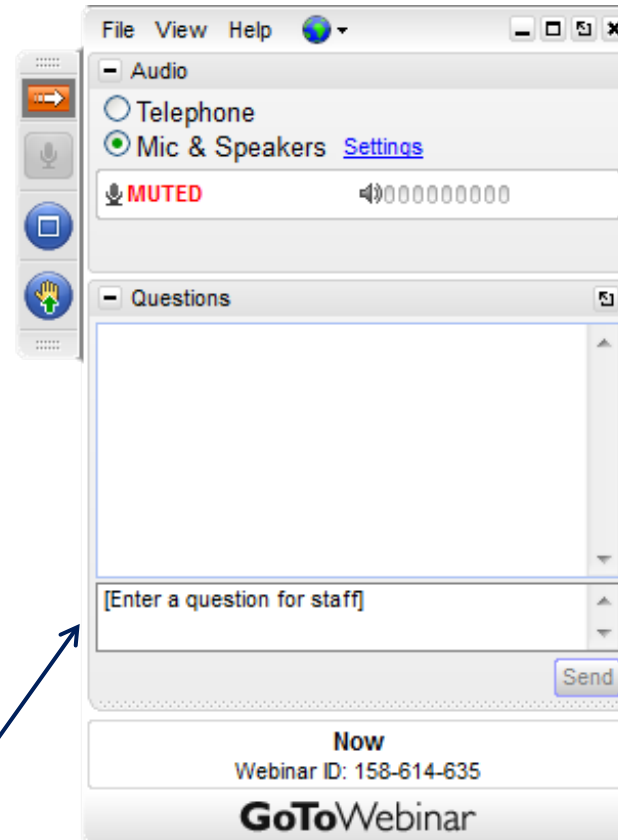 File View Help
Audio
Telephone
Mic & Speakers Settings
MUTED 000000000
Questions
[Enter a question for staff]
Send
Now
Webinar ID: 158-614-635
GoToWebinar